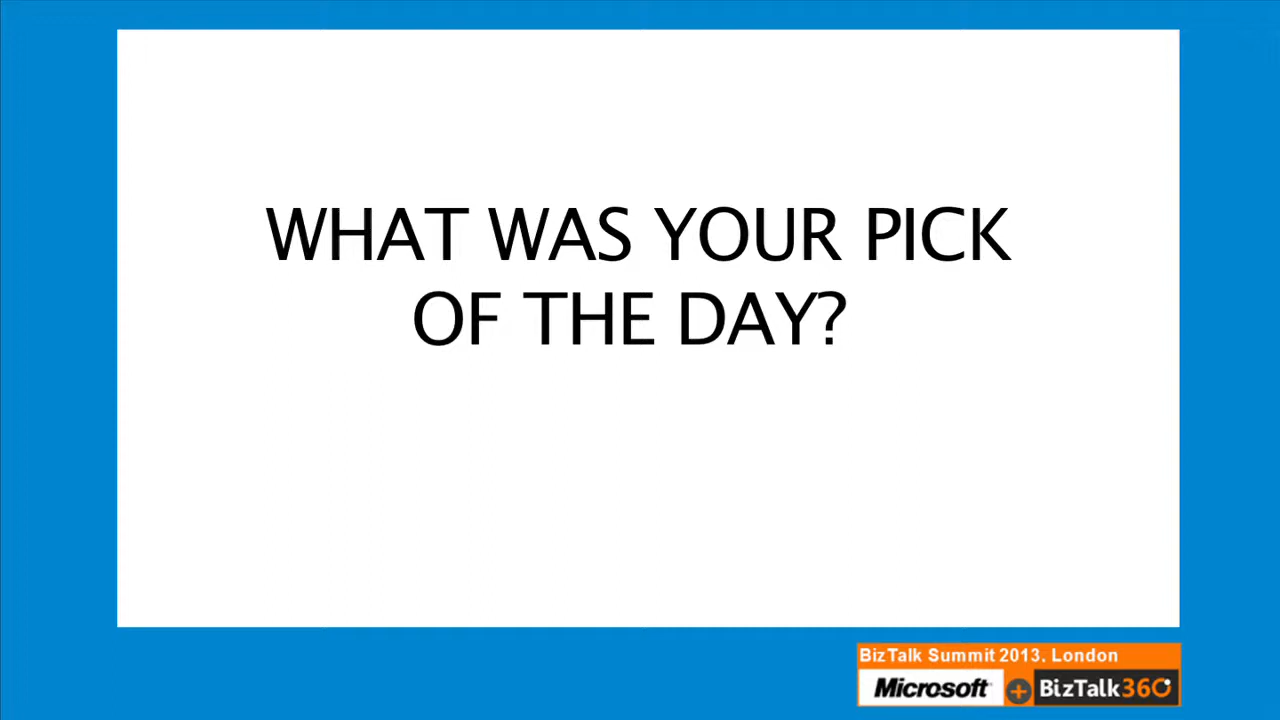 WHAT WAS YOUR PICK
OF THE DAY?
BizTalk Summit 2013. London
Microsoft + BizTalk360